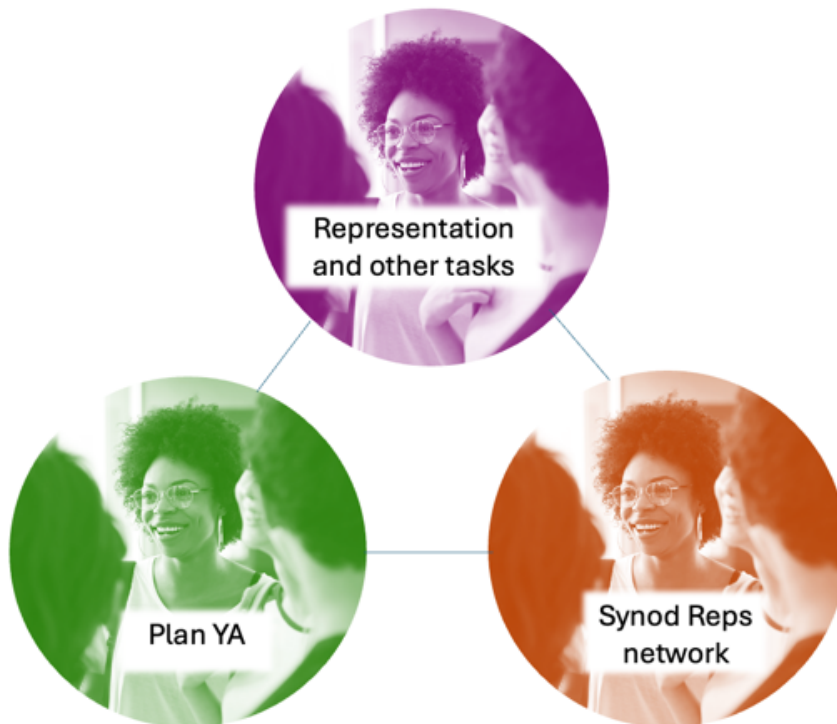 Representation
and other tasks
Plan YA
Synod Reps
network